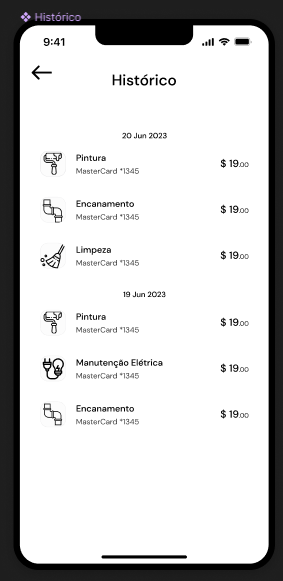 Histórico
9:41
Histórico
20 Jun 2023
Pintura
MasterCard *1345
$ 19.00
Encanamento
MasterCard *1345
$ 19.00
Limpeza
MasterCard *1345
$ 19.00
19 Jun 2023
Pintura
MasterCard *1345
$ 19.00
Manutenção Elétrica
MasterCard *1345
$ 19.00
Encanamento
MasterCard *1345
$ 19.00